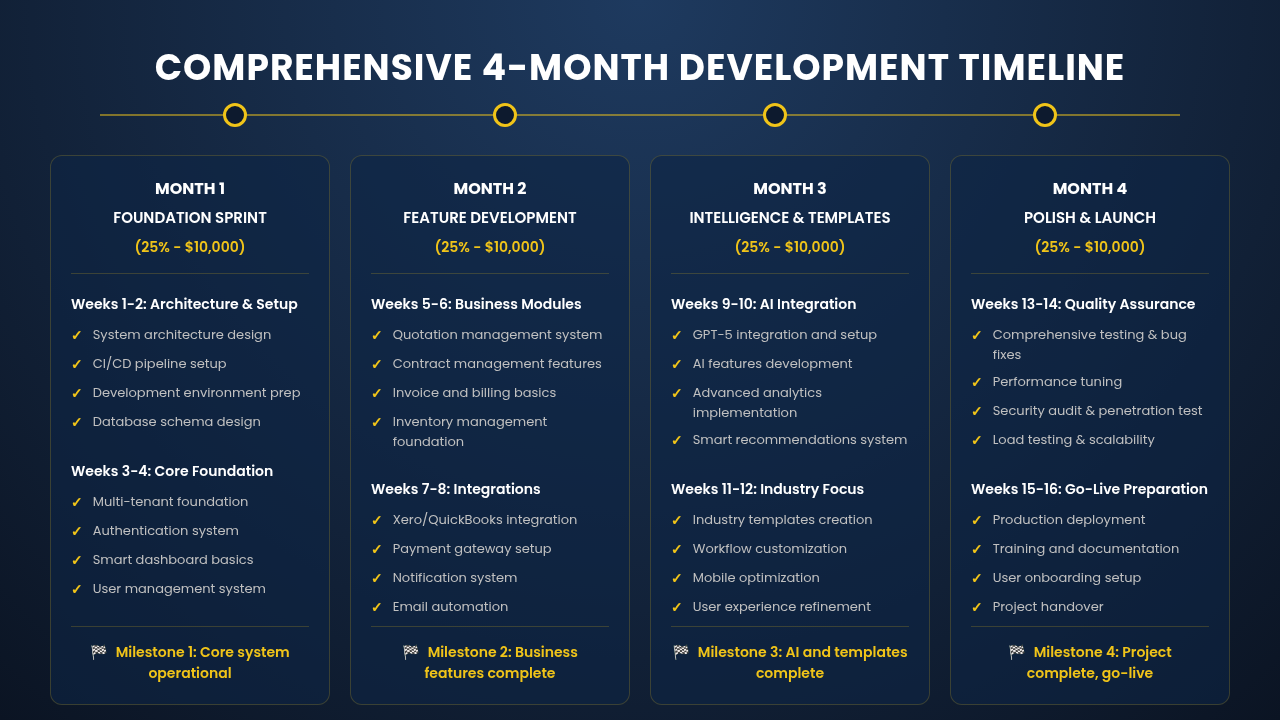 COMPREHENSIVE 4-MONTH DEVELOPMENT TIMELINE
MONTH 1
FOUNDATION SPRINT
(25% - $10,000)
Weeks 1-2: Architecture & Setup
✓ System architecture design
✓ CI/CD pipeline setup
✓ Development environment prep
✓ Database schema design
Weeks 3-4: Core Foundation
✓ Multi-tenant foundation
✓ Authentication system
✓ Smart dashboard basics
✓ User management system
🏁 Milestone 1: Core system
operational
MONTH 2
FEATURE DEVELOPMENT
(25% - $10,000)
Weeks 5-6: Business Modules
✓ Quotation management system
✓ Contract management features
✓ Invoice and billing basics
✓ Inventory management
foundation
Weeks 7-8: Integrations
✓ Xero/QuickBooks integration
✓ Payment gateway setup
✓ Notification system
✓ Email automation
🏁 Milestone 2: Business
features complete
MONTH 3
INTELLIGENCE & TEMPLATES
(25% - $10,000)
Weeks 9-10: AI Integration
✓ GPT-5 integration and setup
✓ AI features development
✓ Advanced analytics
implementation
✓ Smart recommendations system
Weeks 11-12: Industry Focus
✓ Industry templates creation
✓ Workflow customization
✓ Mobile optimization
✓ User experience refinement
🏁 Milestone 3: AI and templates
complete
MONTH 4
POLISH & LAUNCH
(25% - $10,000)
Weeks 13-14: Quality Assurance
✓ Comprehensive testing & bug
fixes
✓ Performance tuning
✓ Security audit & penetration test
✓ Load testing & scalability
Weeks 15-16: Go-Live Preparation
✓ Production deployment
✓ Training and documentation
✓ User onboarding setup
✓ Project handover
🏁 Milestone 4: Project
complete, go-live